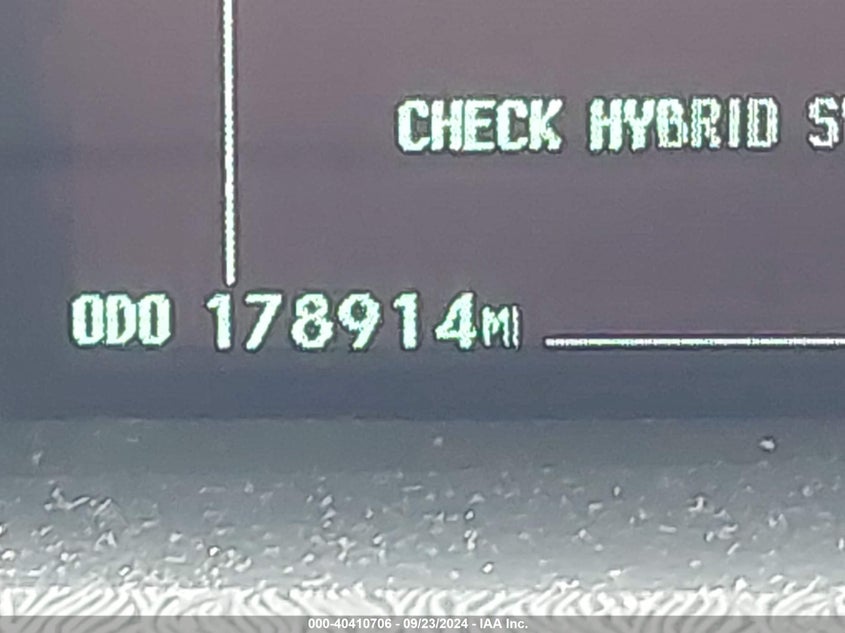 CHECK HYBRID
ODO 178914MI
000-40410706 - 09/23/2024 - IAA Inc.